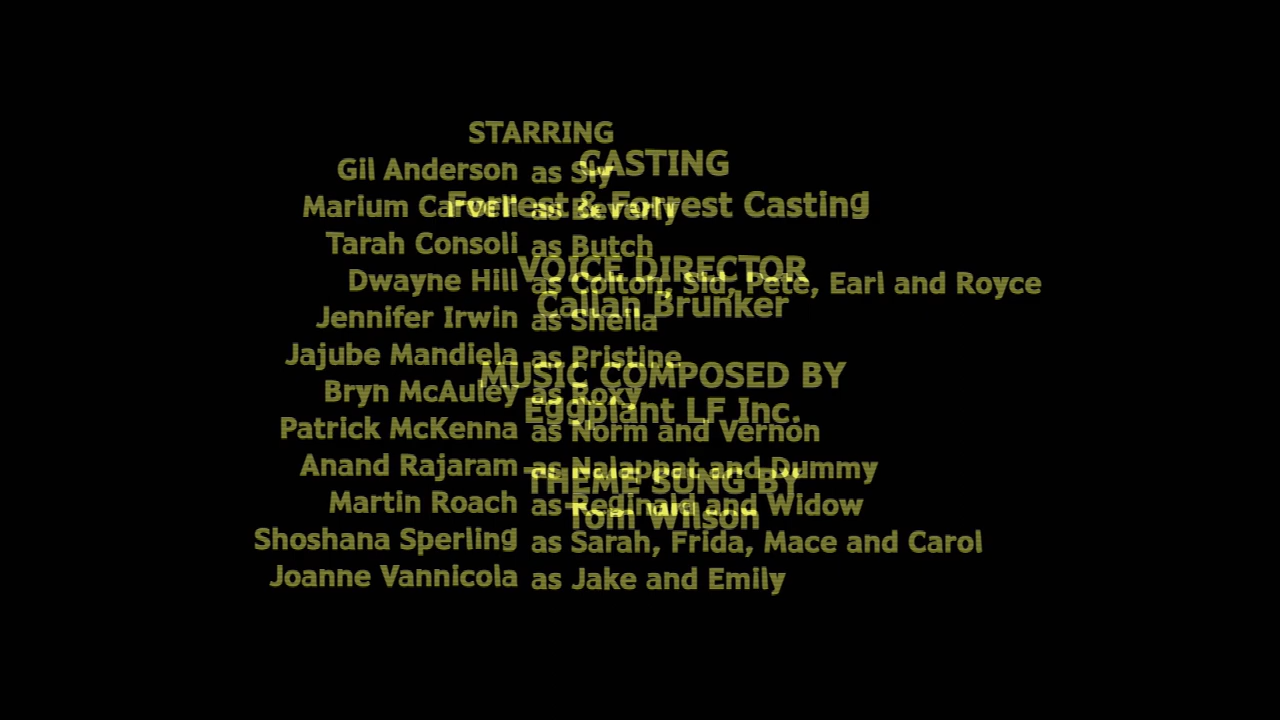 STARRING
Gil Anderson as Sly
Marium Carvell as Beverly
Tarah Consoli as Butch
Dwayne Hill as Colton, Sid, Pete, Earl and Royce
Jennifer Irwin as Sheila
Jajube Mandiela as Pristine
Bryn McAuley as Roxy
Patrick McKenna as Norm and Vernon
Anand Rajaram as Nalappat and Dummy
Martin Roach as Reginald and Widow
Shoshana Sperling as Sarah, Frida, Mace and Carol
Joanne Vannicola as Jake and Emily
CASTING
Forrest & Forrest Casting
VOICE DIRECTOR
Callan Brunker
MUSIC COMPOSED BY
Eggplant LF Inc.
THEME SUNG BY
Tom Wilson